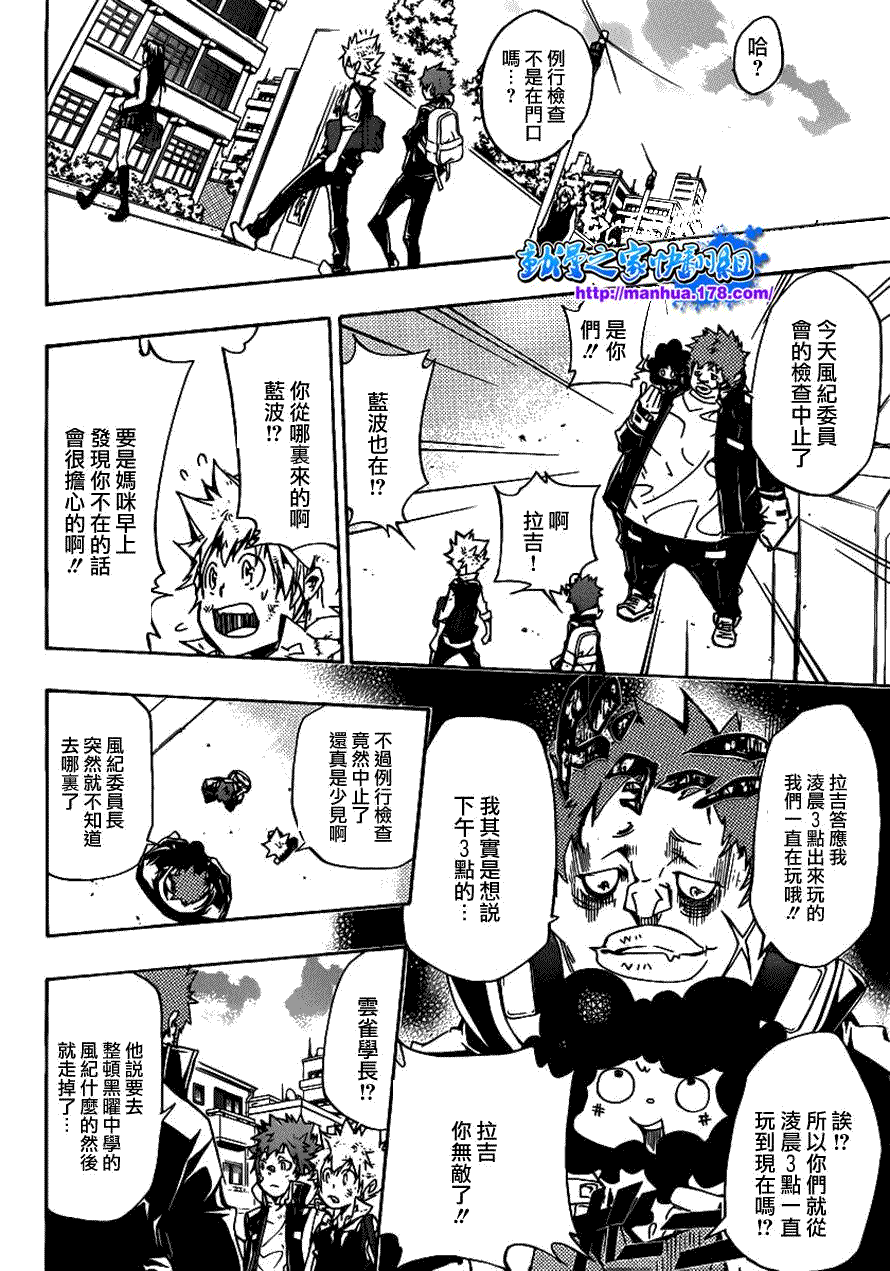 哈?
例行檢查
不是在門口
嗎…?
動漫之家快翻組
http://manhua.178.com/
今天風紀委員
會的檢查中止了
是你
們!!
啊
拉吉!
藍波也在!?
你從哪裏來的啊
藍波!?
要是媽咪早上
發現你不在的話
會很擔心的啊!!
拉吉答應我
淩晨3點出來玩的
我們一直在玩哦!!
我其實是想說
下午3點的…
不過例行檢查
竟然中止了
還真是少見啊
風紀委員長
突然就不知道
去哪裏了
誒!?
所以你們就從
淩晨3點一直
玩到現在嗎!?
拉吉
你無敵了!!
雲雀學長!?
他說要去
整頓黑曜中學的
風紀什麼的然後
就走掉了…